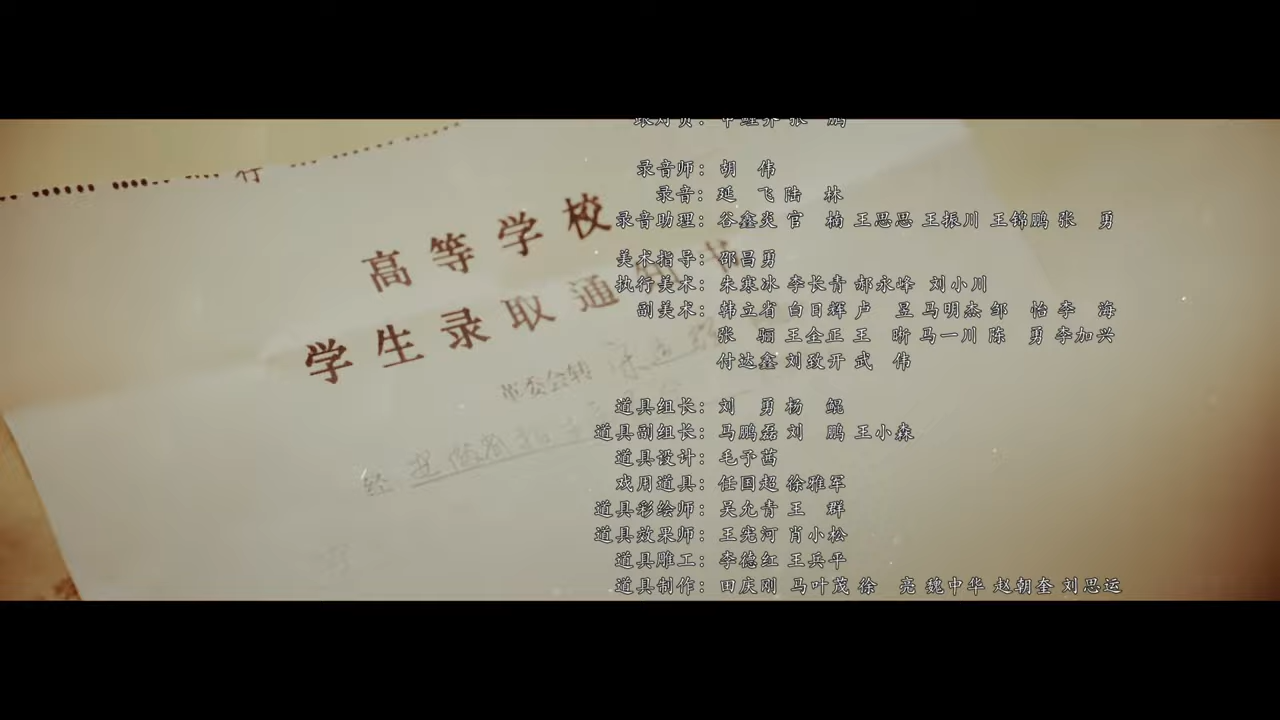 录音师：胡 伟
录音：延 飞 陆 林
录音助理：谷鑫炎 官 楠 王思思 王振川 王锦鹏 张 勇
美术指导：邵昌勇
执行美术：朱寒冰 李长青 郝永峰 刘小川
副美术：韩立省 白日辉 卢 昱 马明杰 邹 怡 李 海
张 骊 王金正 王 晰 马一川 陈 勇 李加兴
付达鑫 刘致开 武 伟
道具组长：刘 勇 杨 鲲
道具副组长：马鹏磊 刘 鹏 王小森
道具设计：毛予茜
戏用道具：任国超 徐雅军
道具彩绘师：吴允青 王 群
道具效果师：王宪河 肖小松
道具雕工：李德红 王兵平
道具制作：田庆刚 马叶茂 徐 亮 魏中华 赵朝奎 刘思运
高等学校
学生录取通知书
革委会转
经